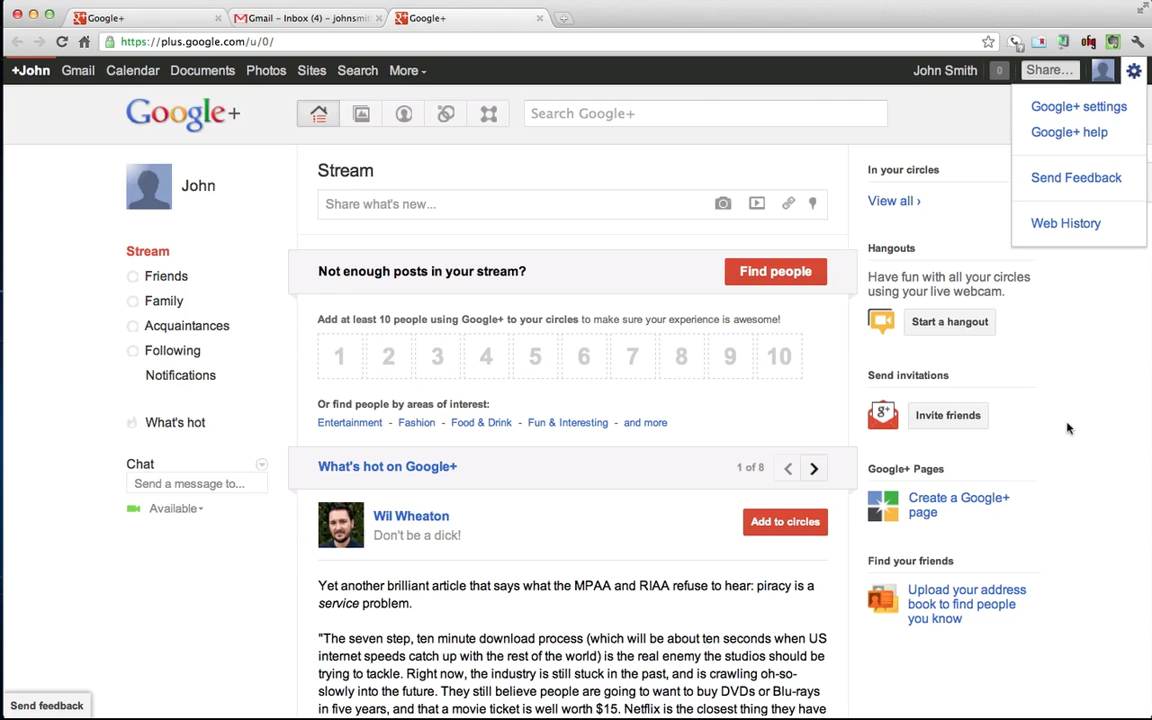 Google+
Gmail – Inbox (4) – johnsmi
Google+
https://plus.google.com/u/0/
+John Gmail Calendar Documents Photos Sites Search More
John Smith 0 Share...
Google+ settings
Google+ help
Send Feedback
Web History
Google+
Search Google+
John
Stream
Friends
Family
Acquaintances
Following
Notifications
What's hot
Chat
Send a message to...
Available
Stream
Share what's new...
Not enough posts in your stream?
Find people
Add at least 10 people using Google+ to your circles to make sure your experience is awesome!
1 2 3 4 5 6 7 8 9 10
Or find people by areas of interest:
Entertainment - Fashion - Food & Drink - Fun & Interesting - and more
What's hot on Google+
1 of 8
Wil Wheaton
Don't be a dick!
Add to circles
Yet another brilliant article that says what the MPAA and RIAA refuse to hear: piracy is a
service problem.
"The seven step, ten minute download process (which will be about ten seconds when US
internet speeds catch up with the rest of the world) is the real enemy the studios should be
trying to tackle. Right now, the industry is still stuck in the past, and is crawling oh-so-
slowly into the future. They still believe people are going to want to buy DVDs or Blu-rays
in five years, and that a movie ticket is well worth $15. Netflix is the closest thing they have
In your circles
View all ›
Hangouts
Have fun with all your circles
using your live webcam.
Start a hangout
Send invitations
g+
Invite friends
Google+ Pages
Create a Google+
page
Find your friends
Upload your address
book to find people
you know
Send feedback